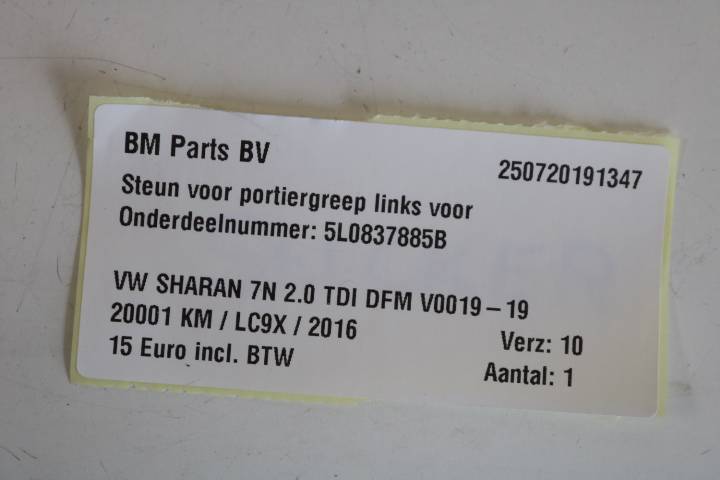 BM Parts BV
250720191347
Steun voor portiergreep links voor
Onderdeelnummer: 5L0837885B
VW SHARAN 7N 2.0 TDI DFM V0019-19
20001 KM / LC9X / 2016
Verz: 10
15 Euro incl. BTW
Aantal: 1